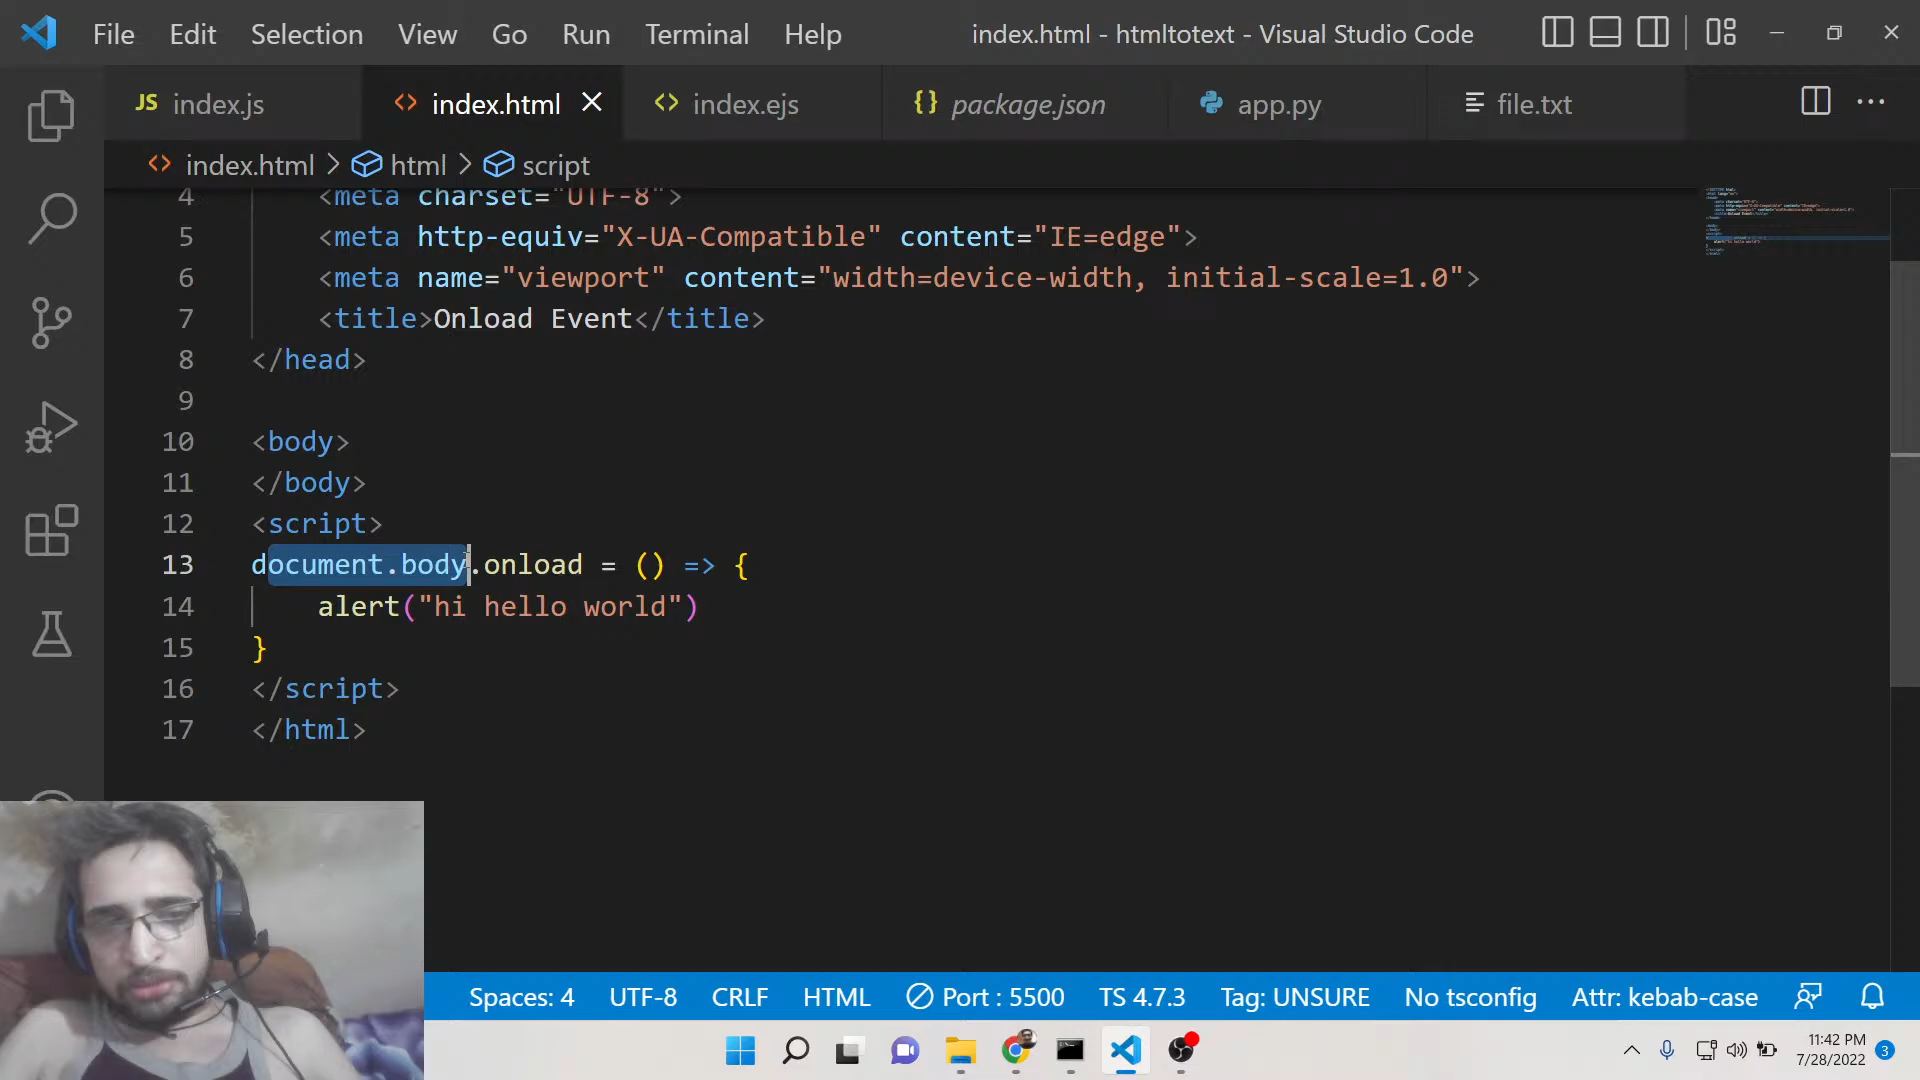 File Edit Selection View Go Run Terminal Help index.html - htmltotext - Visual Studio Code
JS index.js <> index.html <> index.ejs {} package.json app.py file.txt
<> index.html > html > script
4 <meta charset="UTF-8">
5 <meta http-equiv="X-UA-Compatible" content="IE=edge">
6 <meta name="viewport" content="width=device-width, initial-scale=1.0">
7 <title>Onload Event</title>
8 </head>
9
10 <body>
11 </body>
12 <script>
13 document.body.onload = () => {
14 alert("hi hello world")
15 }
16 </script>
17 </html>
Spaces: 4 UTF-8 CRLF HTML Port : 5500 TS 4.7.3 Tag: UNSURE No tsconfig Attr: kebab-case
11:42 PM
7/28/2022 3